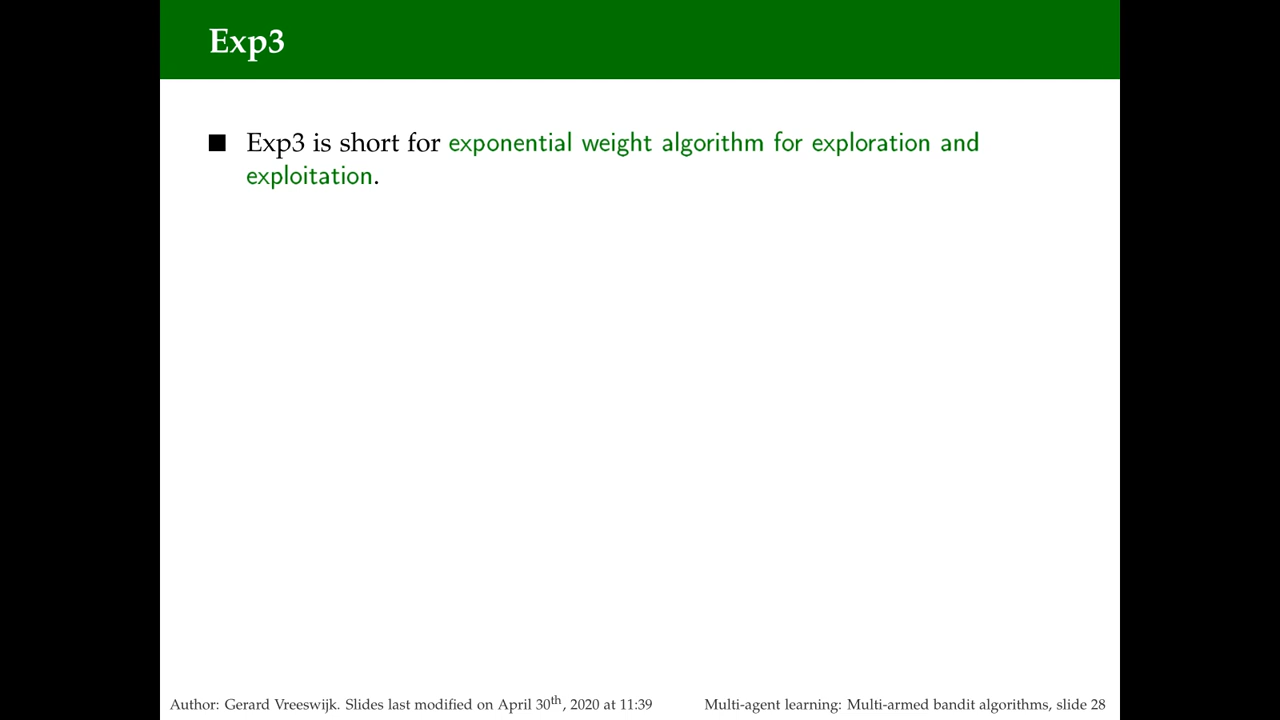 Exp3
■ Exp3 is short for exponential weight algorithm for exploration and
exploitation.
Author: Gerard Vreeswijk. Slides last modified on April 30th, 2020 at 11:39
Multi-agent learning: Multi-armed bandit algorithms, slide 28